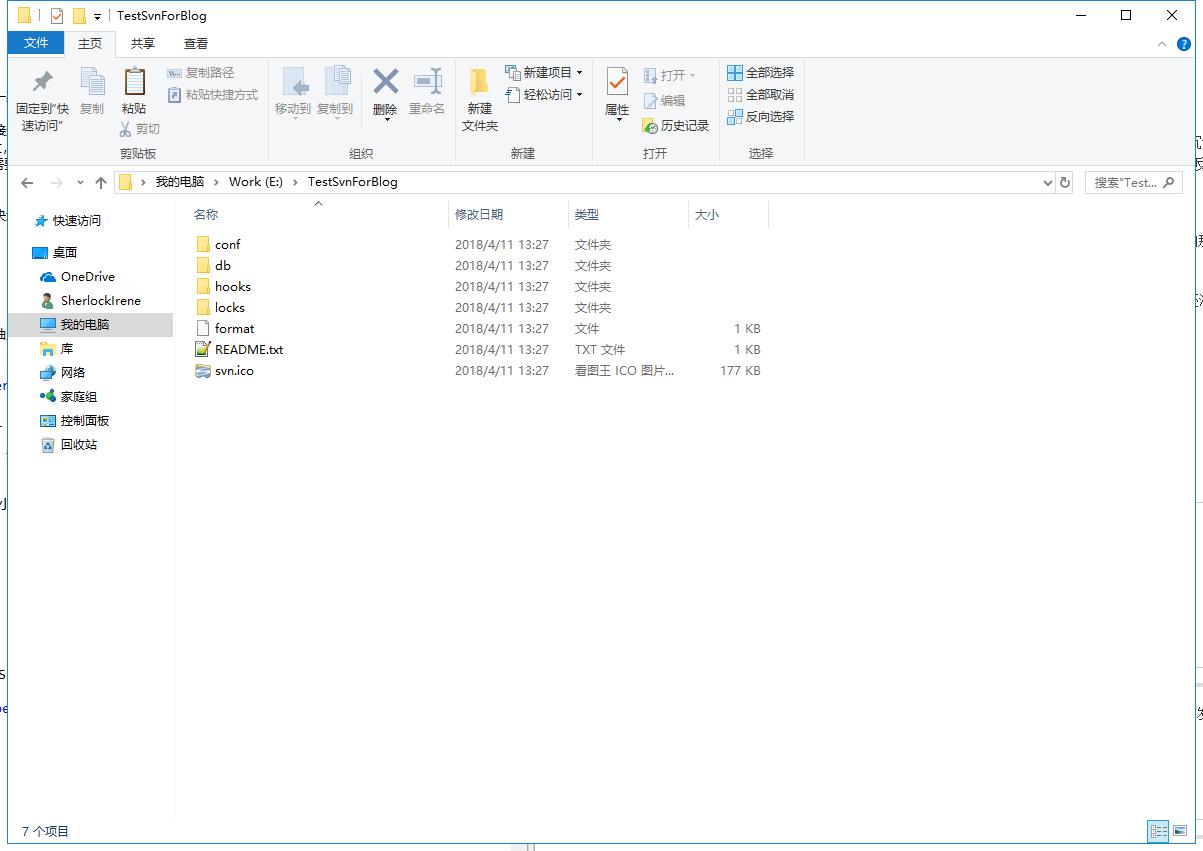 TestSvnForBlog
文件 主页 共享 查看
固定到"快速访问"
复制
粘贴
复制路径
粘贴快捷方式
剪切
剪贴板
移动到
复制到
删除
重命名
组织
新建文件夹
新建项目
轻松访问
新建
属性
打开
编辑
历史记录
打开
全部选择
全部取消
反向选择
选择
我的电脑 › Work (E:) › TestSvnForBlog
搜索"Test...
快速访问
桌面
OneDrive
SherlockIrene
我的电脑
库
网络
家庭组
控制面板
回收站
名称 修改日期 类型 大小
conf 2018/4/11 13:27 文件夹
db 2018/4/11 13:27 文件夹
hooks 2018/4/11 13:27 文件夹
locks 2018/4/11 13:27 文件夹
format 2018/4/11 13:27 文件 1 KB
README.txt 2018/4/11 13:27 TXT 文件 1 KB
svn.ico 2018/4/11 13:27 看图王 ICO 图片... 177 KB
7 个项目